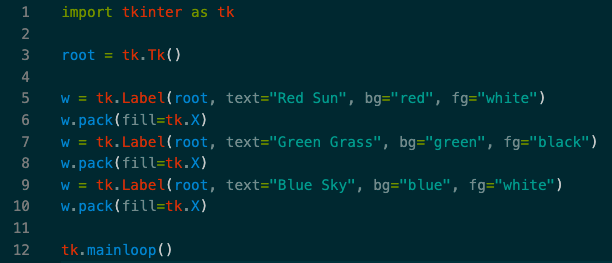 1 import tkinter as tk
2
3 root = tk.Tk()
4
5 w = tk.Label(root, text="Red Sun", bg="red", fg="white")
6 w.pack(fill=tk.X)
7 w = tk.Label(root, text="Green Grass", bg="green", fg="black")
8 w.pack(fill=tk.X)
9 w = tk.Label(root, text="Blue Sky", bg="blue", fg="white")
10 w.pack(fill=tk.X)
11
12 tk.mainloop()